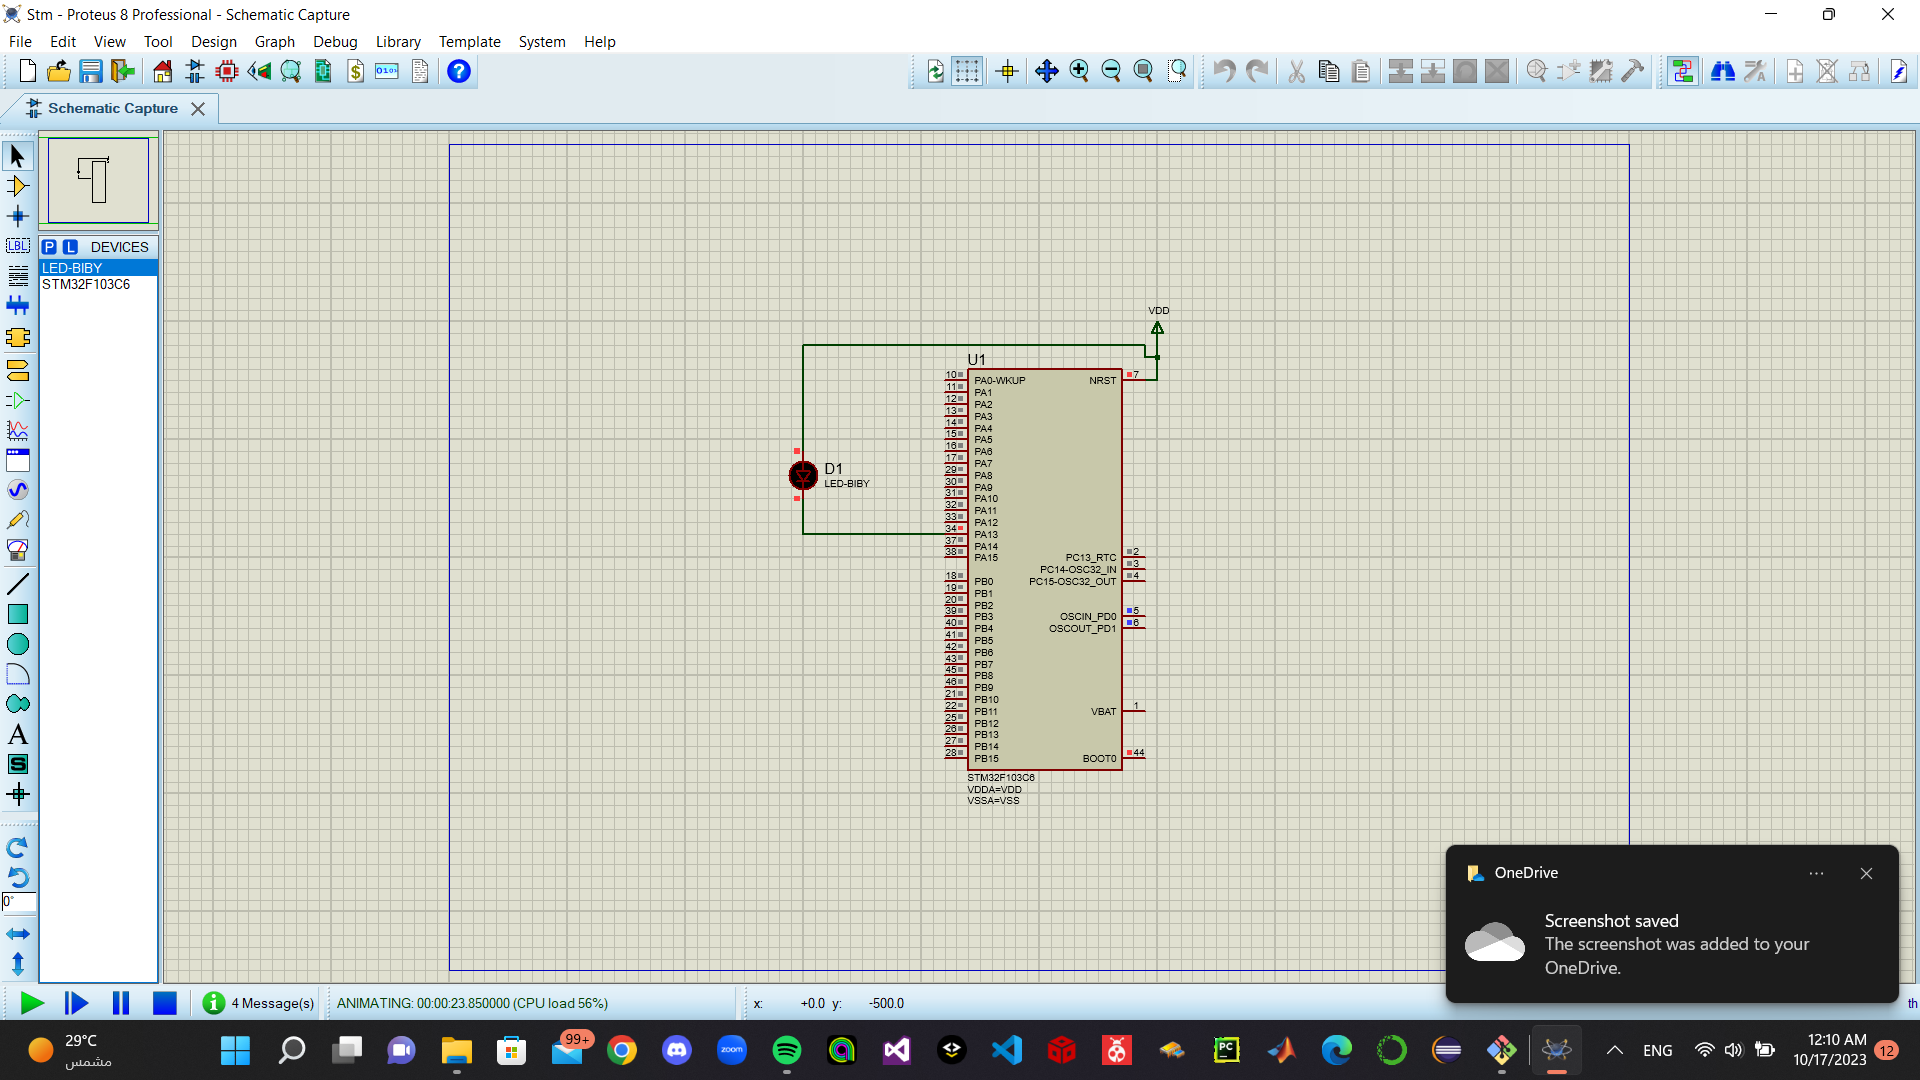 Stm - Proteus 8 Professional - Schematic Capture
File Edit View Tool Design Graph Debug Library Template System Help
Schematic Capture
P L DEVICES
LED-BIBY
STM32F103C6
LBL
A
S
0°
VDD
U1
10 PA0-WKUP NRST 7
11 PA1
12 PA2
13 PA3
14 PA4
15 PA5
16 PA6
17 PA7
29 PA8
30 PA9
31 PA10
32 PA11
33 PA12
34 PA13
37 PA14
38 PA15 PC13_RTC 2
PC14-OSC32_IN 3
18 PB0 PC15-OSC32_OUT 4
19 PB1
20 PB2
39 PB3 OSCIN_PD0 5
40 PB4 OSCOUT_PD1 6
41 PB5
42 PB6
43 PB7
45 PB8
46 PB9
21 PB10
22 PB11 VBAT 1
25 PB12
26 PB13
27 PB14
28 PB15 BOOT0 44
STM32F103C6
VDDA=VDD
VSSA=VSS
D1
LED-BIBY
OneDrive
Screenshot saved
The screenshot was added to your
OneDrive.
4 Message(s) ANIMATING: 00:00:23.850000 (CPU load 56%) x: +0.0 y: -500.0 th
29°C
مشمس
99+
zoom
PC
ENG
12:10 AM
10/17/2023
12